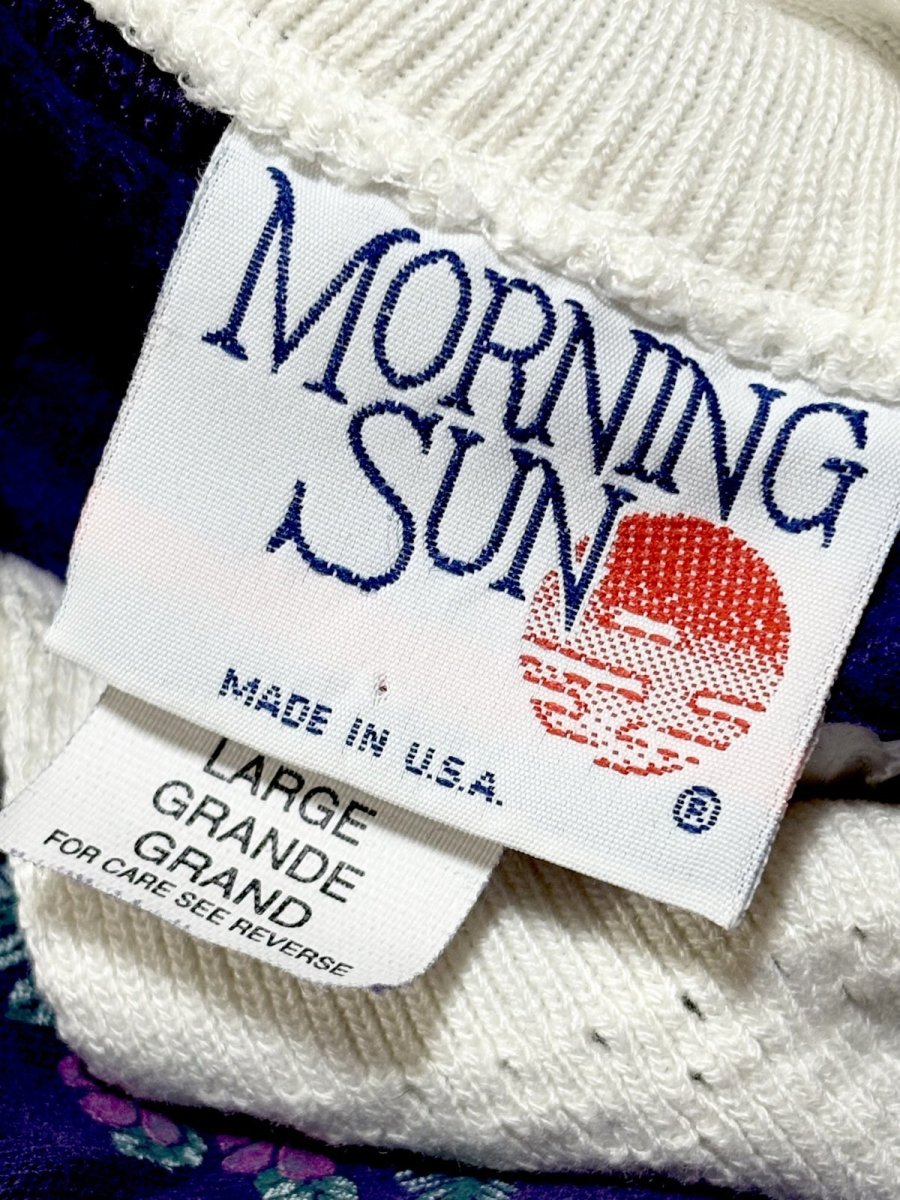 MORNING
SUN
MADE IN U.S.A.
®
LARGE
GRANDE
GRAND
FOR CARE SEE REVERSE